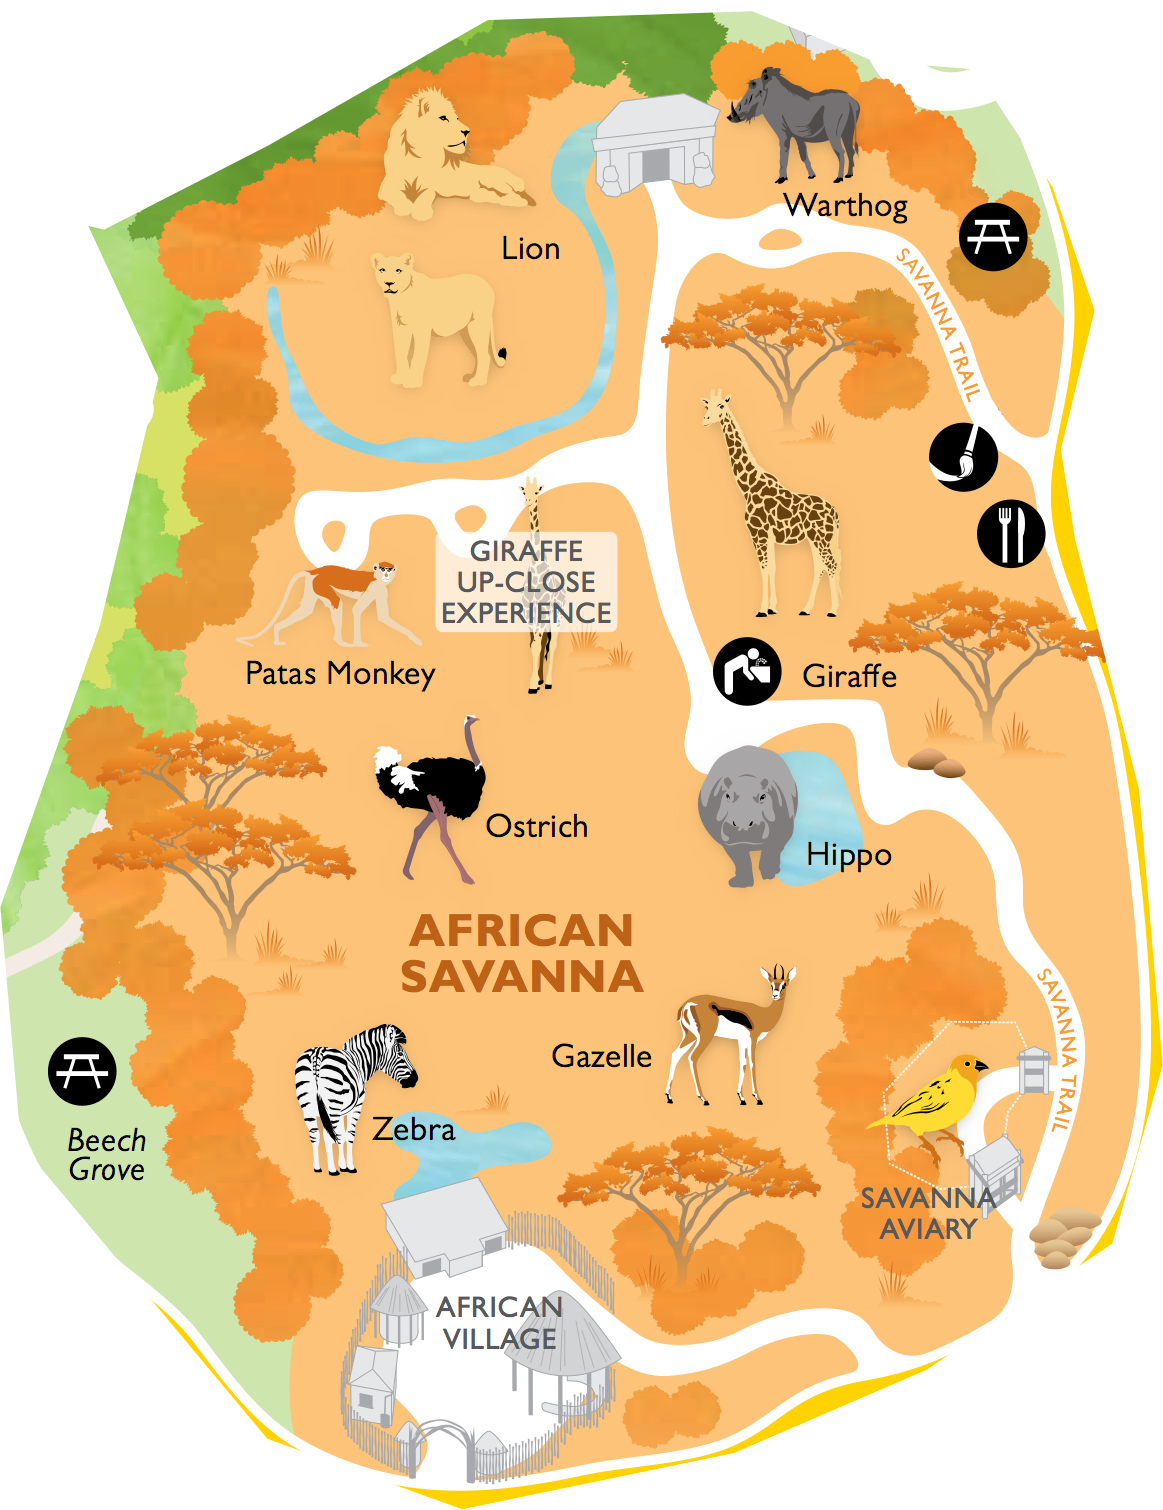 Warthog
Lion
SAVANNA TRAIL
GIRAFFE
UP-CLOSE
EXPERIENCE
Patas Monkey
Giraffe
Ostrich
Hippo
AFRICAN
SAVANNA
SAVANNA TRAIL
Gazelle
Zebra
Beech
Grove
SAVANNA
AVIARY
AFRICAN
VILLAGE